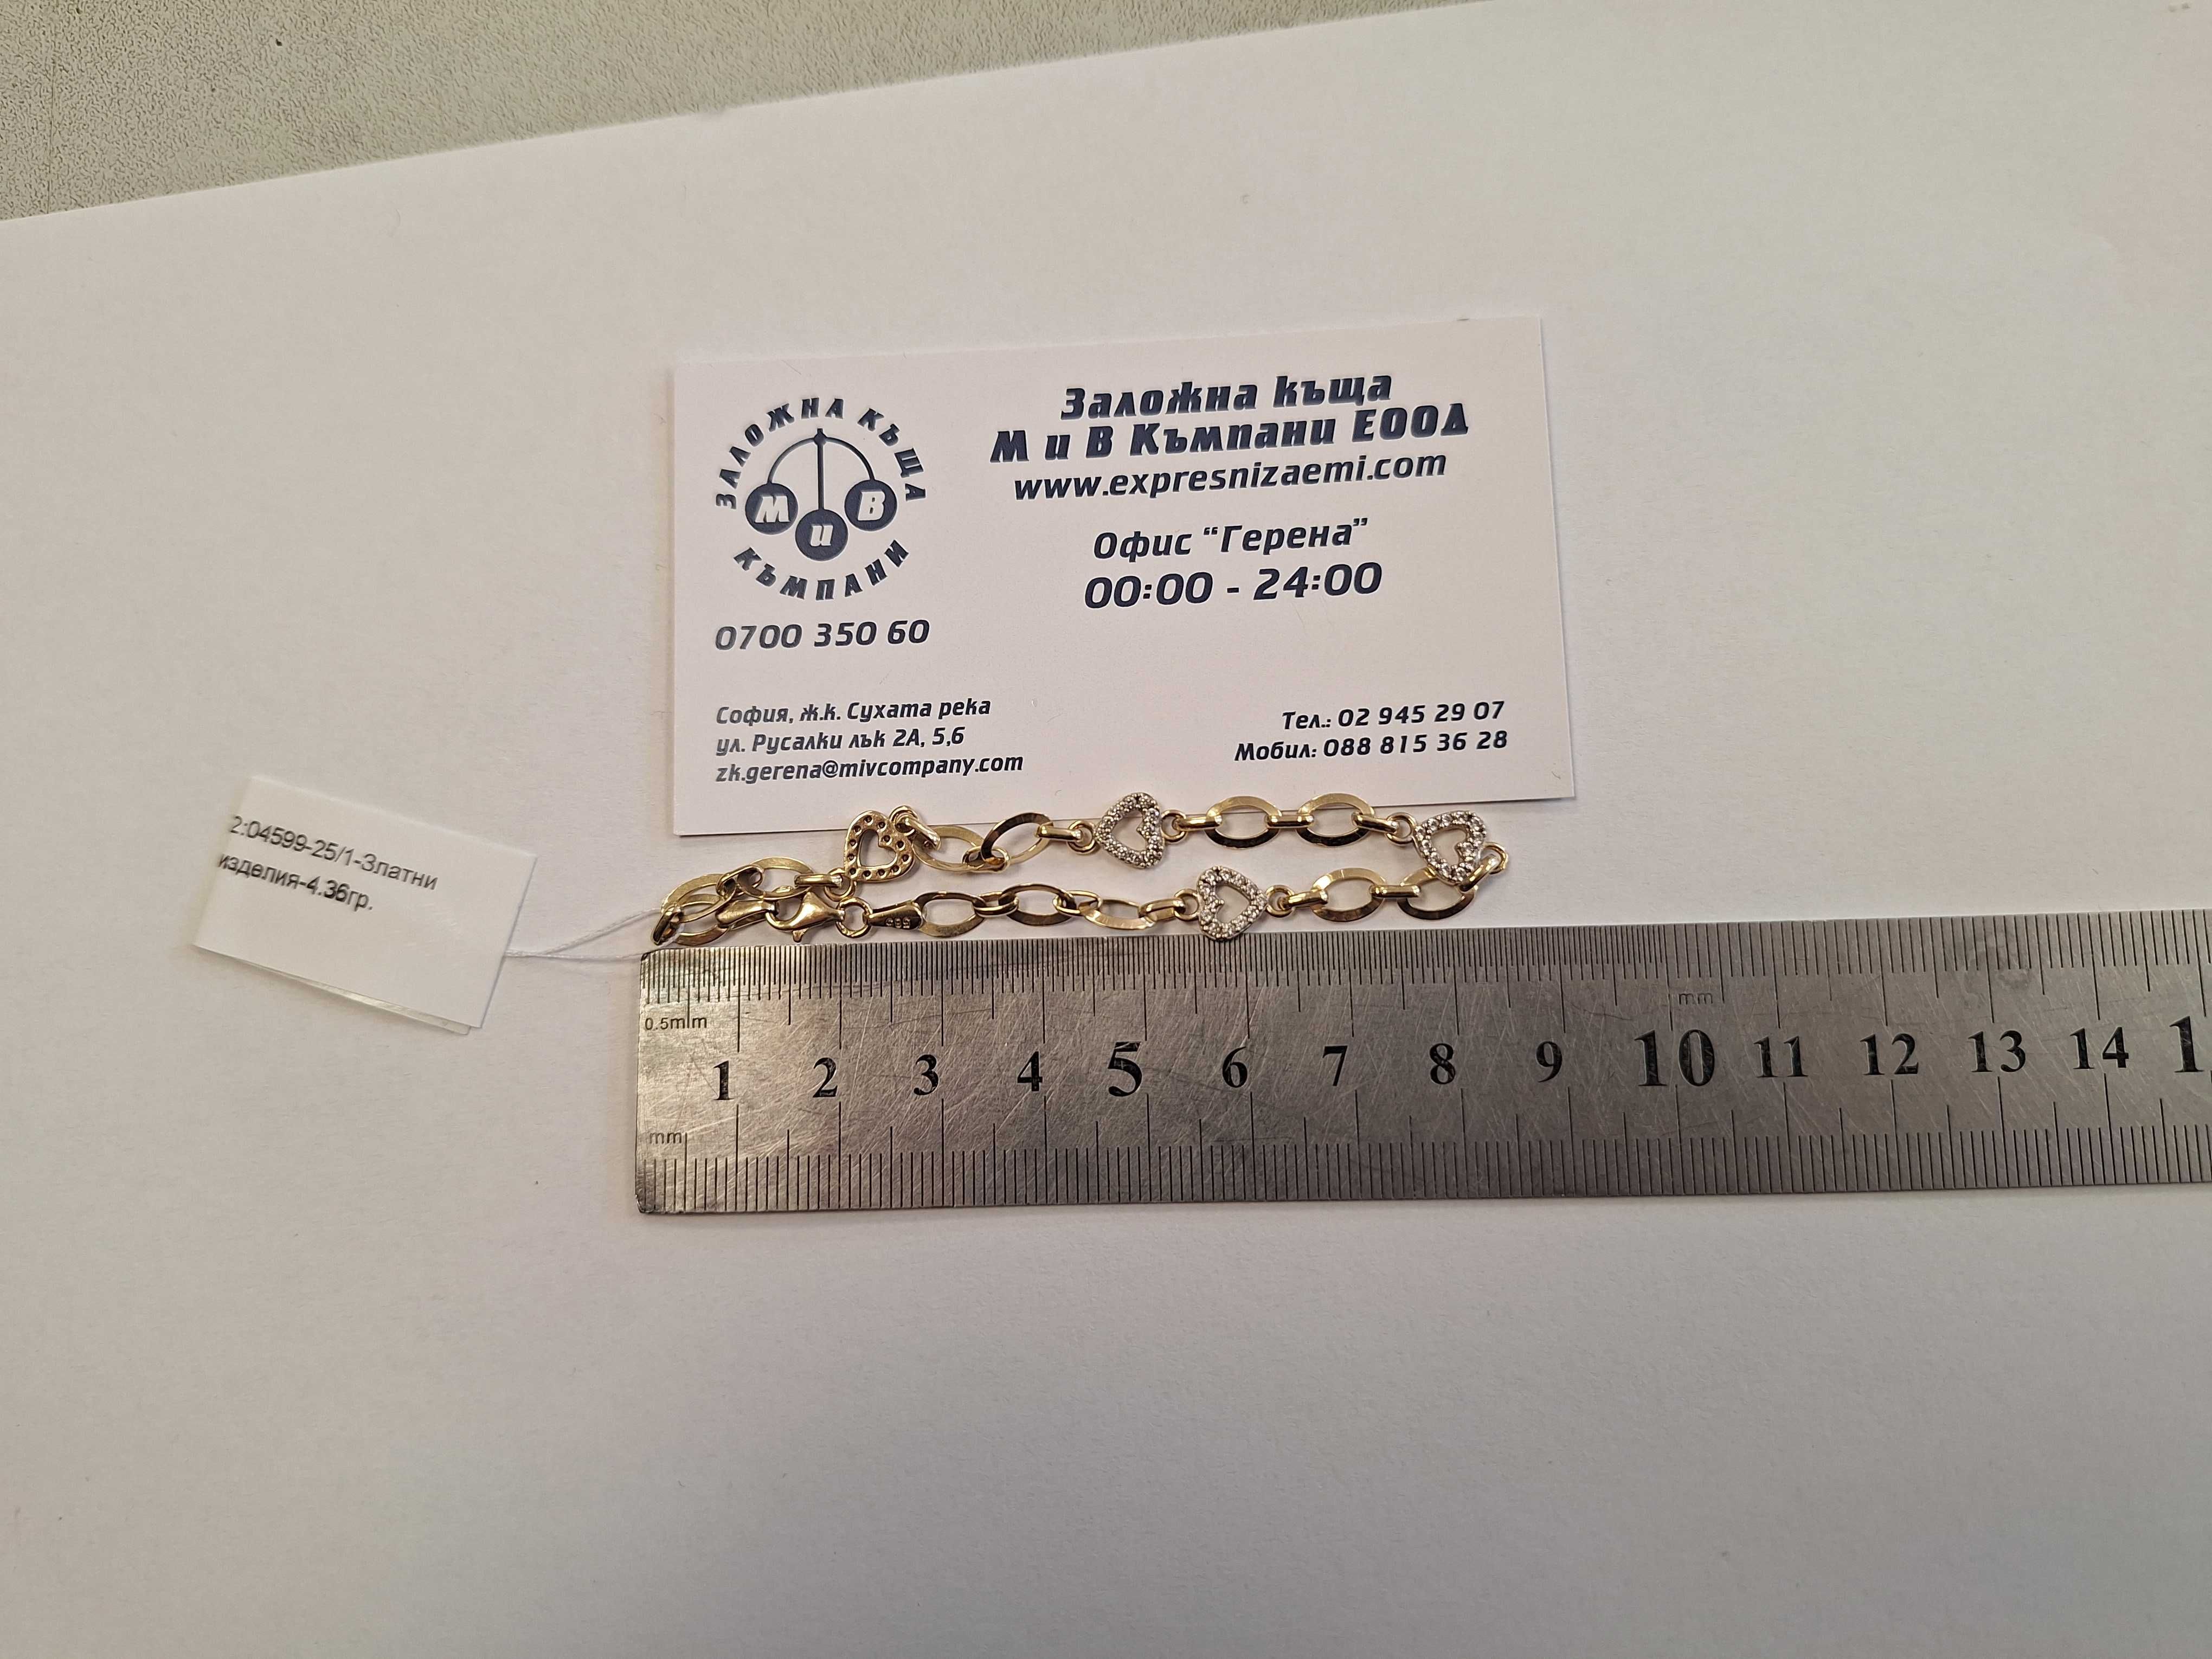 ЗАЛОЖНА КЪЩА
М и В
КЪМПАНИ
0700 350 60
Заложна къща
М и В Къмпани ЕООД
www.expresnizaemi.com
Офис “Герена”
00:00 - 24:00
София, ж.к. Сухата река
ул. Русалки лък 2А, 5,6
zk.gerena@mivcompany.com
Тел.: 02 945 29 07
Мобил: 088 815 36 28
2:04599-25/1-Златни
изделия-4.36гр.
mm
0.5mm
1 2 3 4 5 6 7 8 9 10 11 12 13 14 1
mm